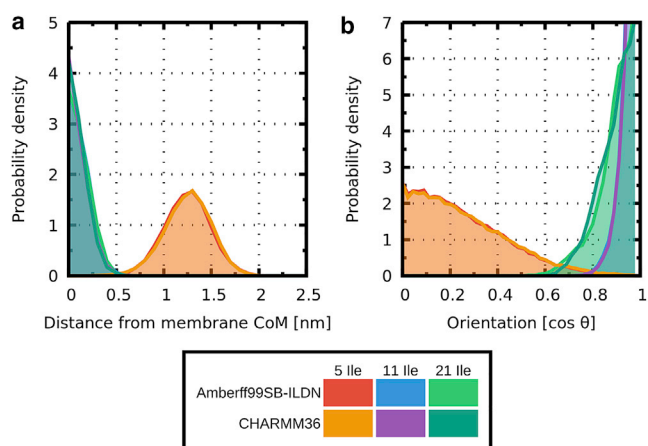 a
b
Probability density
5
4
3
2
1
0
0 0.5 1 1.5 2 2.5
Distance from membrane CoM [nm]
Probability density
7
6
5
4
3
2
1
0
0 0.2 0.4 0.6 0.8 1
Orientation [cos θ]
5 Ile 11 Ile 21 Ile
Amberff99SB-ILDN
CHARMM36